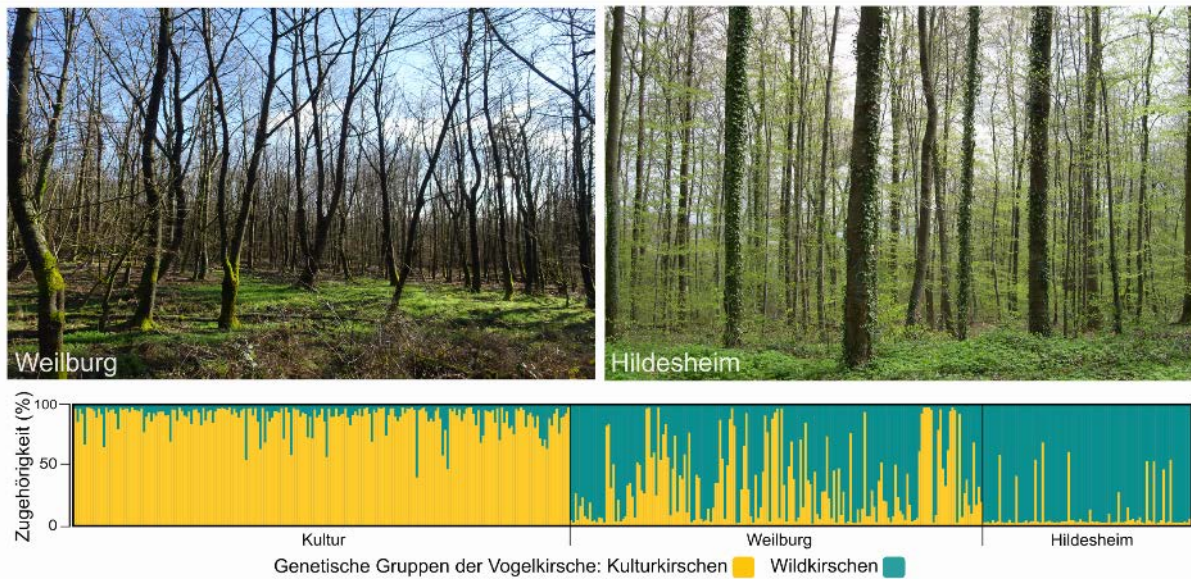 Weilburg
Hildesheim
Zugehörigkeit (%)
100
50
0
Kultur
Weilburg
Hildesheim
Genetische Gruppen der Vogelkirsche: Kulturkirschen Wildkirschen